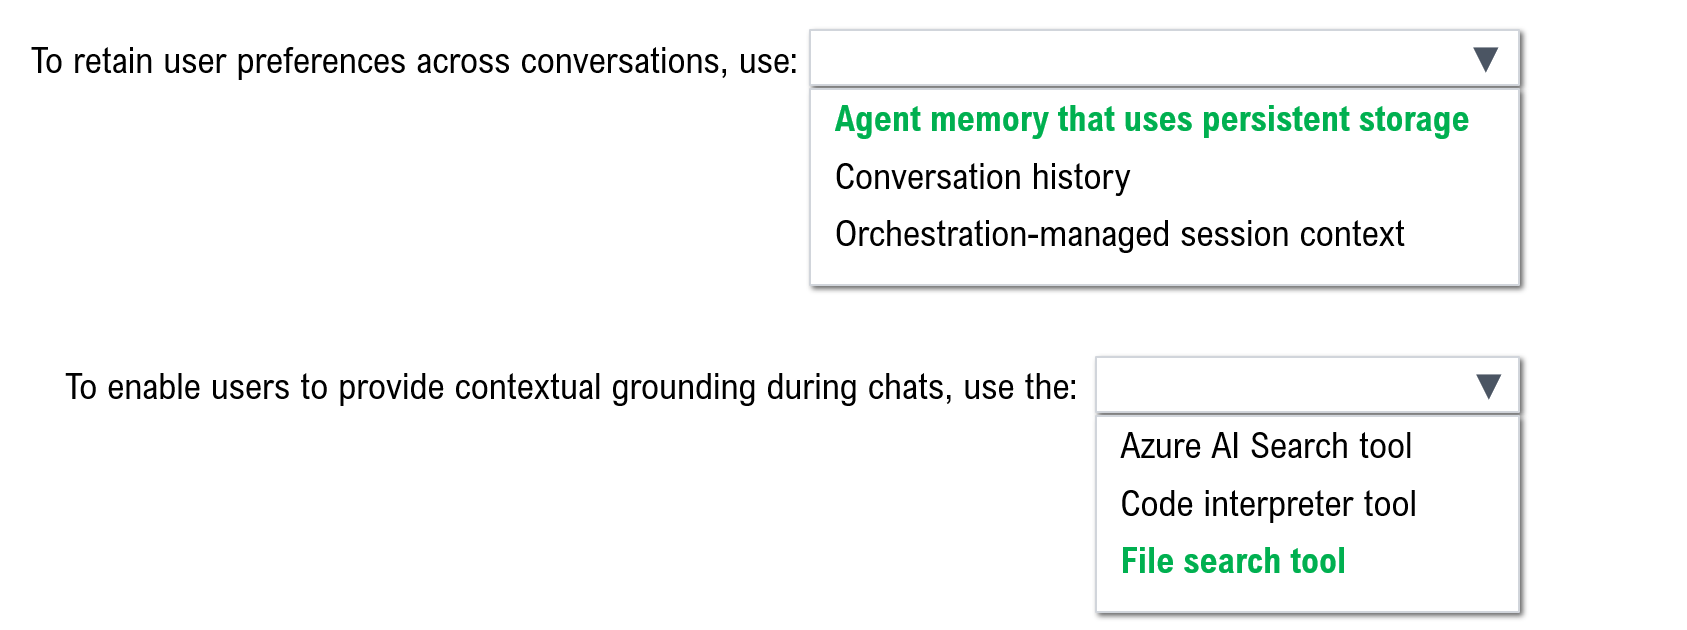 To retain user preferences across conversations, use:
Agent memory that uses persistent storage
Conversation history
Orchestration-managed session context
To enable users to provide contextual grounding during chats, use the:
Azure AI Search tool
Code interpreter tool
File search tool